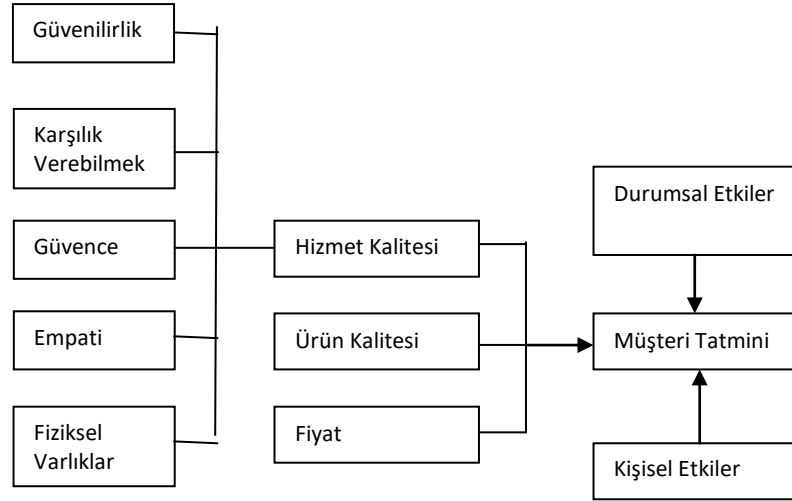 Güvenilirlik
Karşılık
Verebilmek
Güvence
Empati
Fiziksel
Varlıklar
Hizmet Kalitesi
Ürün Kalitesi
Fiyat
Durumsal Etkiler
Müşteri Tatmini
Kişisel Etkiler